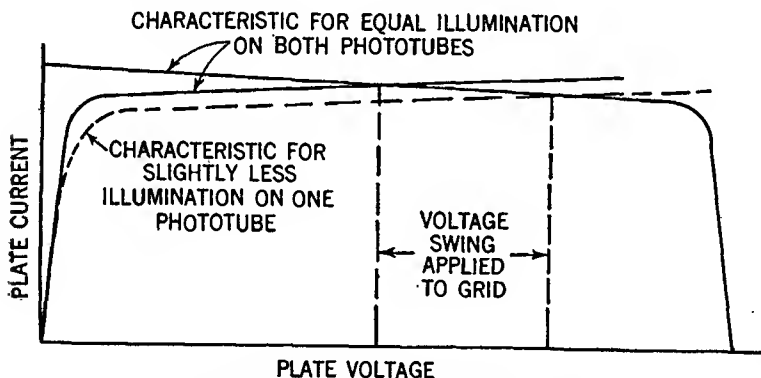 CHARACTERISTIC FOR EQUAL ILLUMINATION
ON BOTH PHOTOTUBES
CHARACTERISTIC FOR
SLIGHTLY LESS
ILLUMINATION ON ONE
PHOTOTUBE
VOLTAGE
SWING
APPLIED
TO GRID
PLATE CURRENT
PLATE VOLTAGE